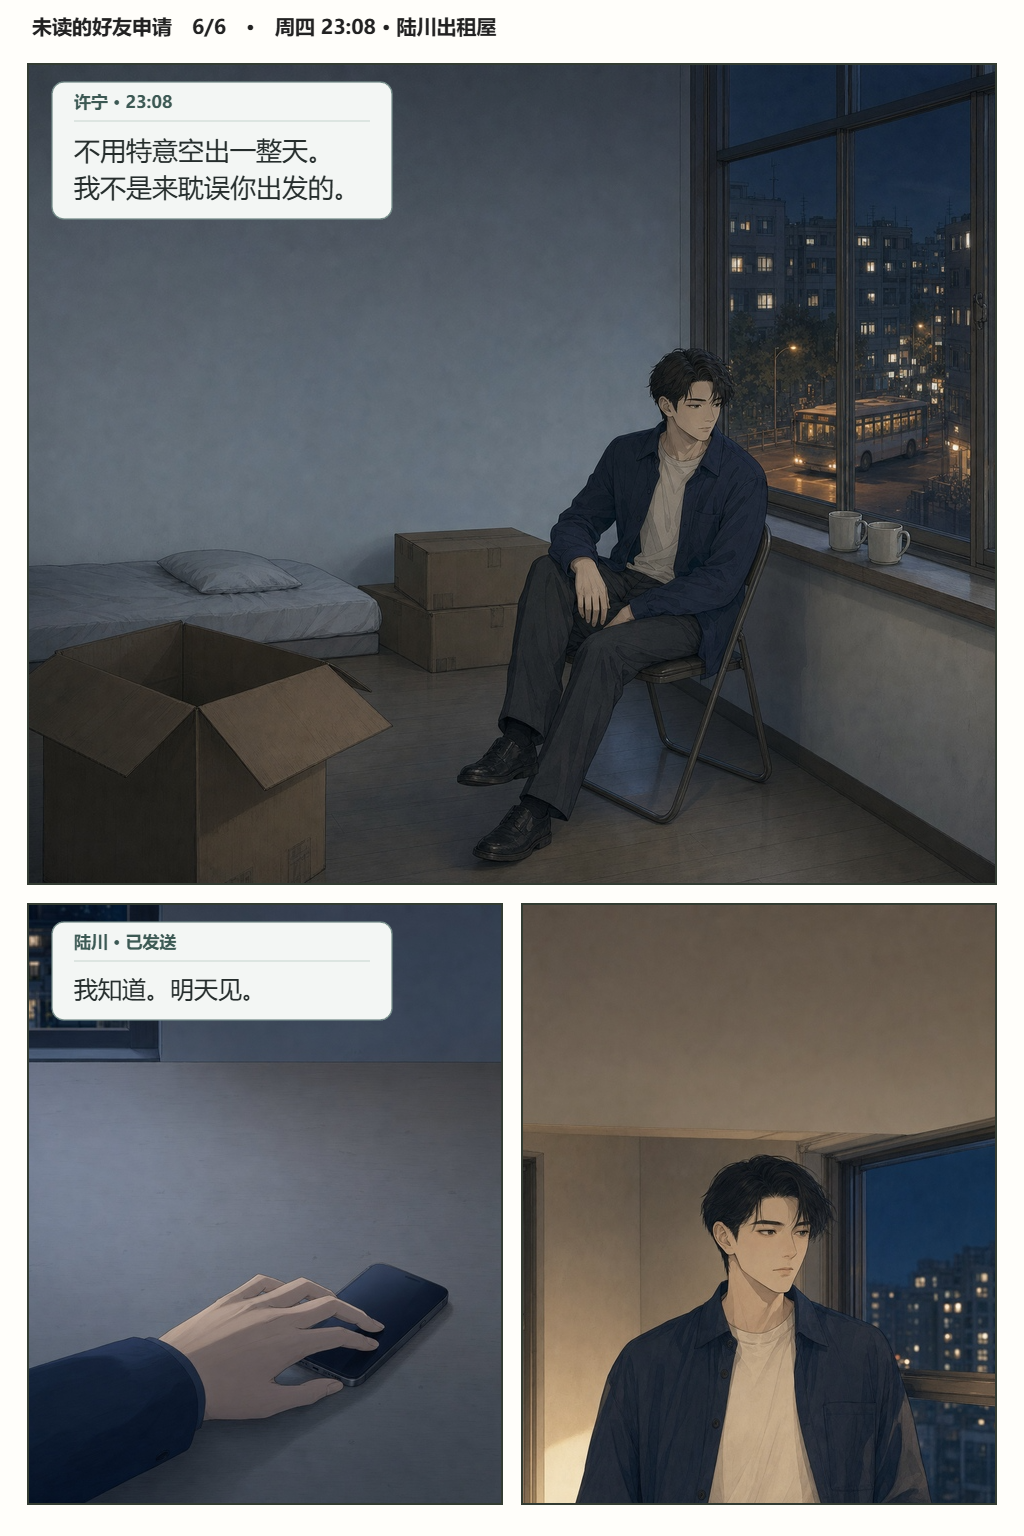 未读的好友申请 6/6 • 周四 23:08 • 陆川出租屋
许宁 • 23:08
不用特意空出一整天。
我不是来耽误你出发的。
陆川 • 已发送
我知道。明天见。